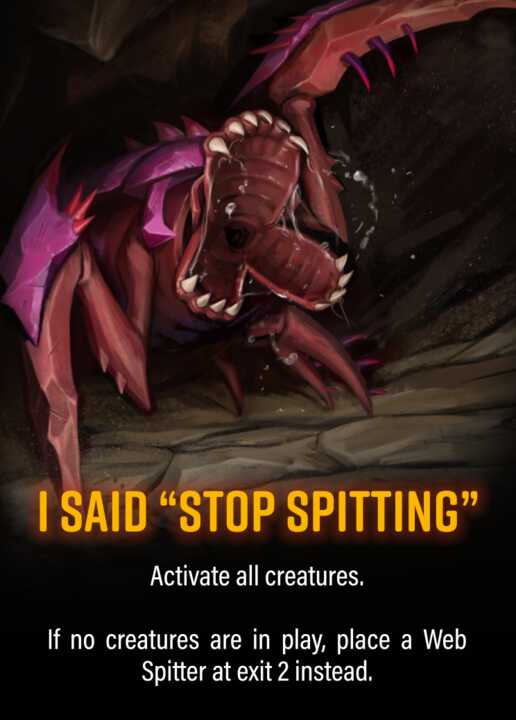 I SAID “STOP SPITTING”
Activate all creatures.
If no creatures are in play, place a Web
Spitter at exit 2 instead.